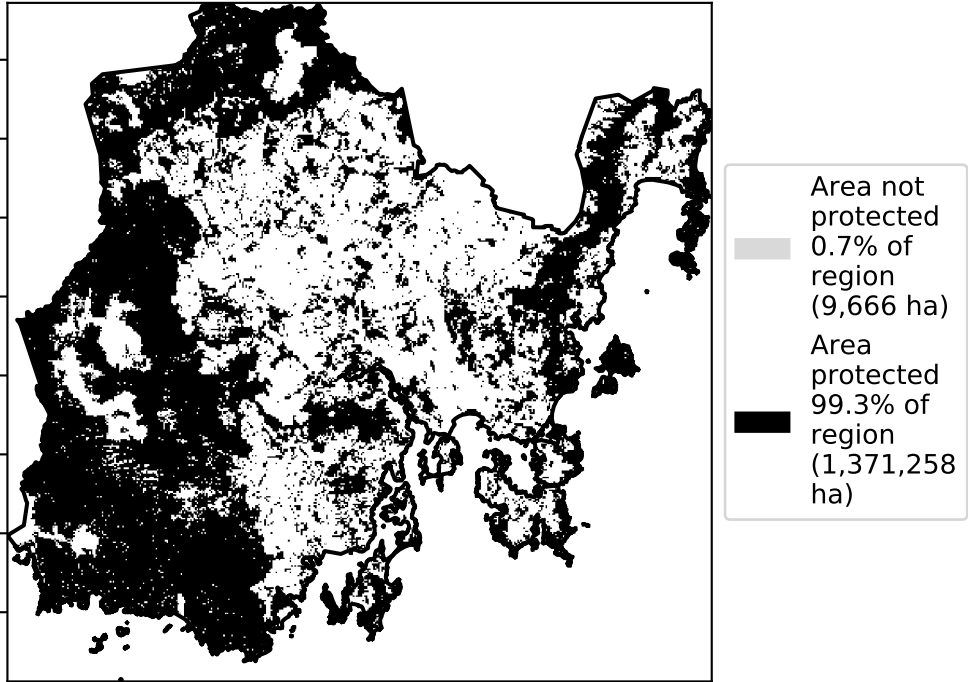 Area not
protected
0.7% of
region
(9,666 ha)
Area
protected
99.3% of
region
(1,371,258
ha)